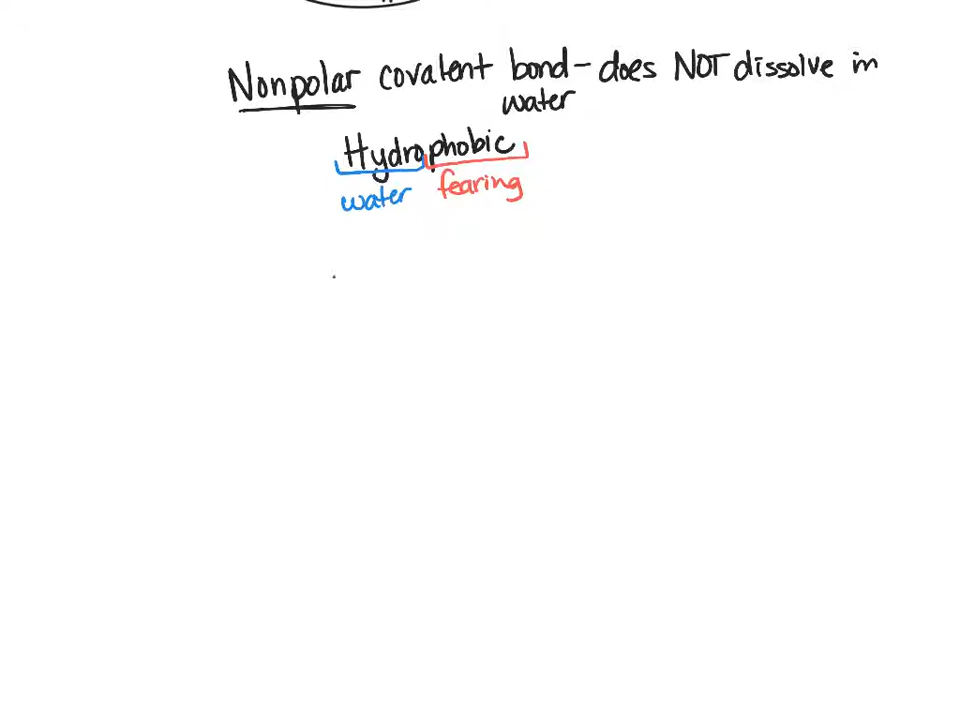 Nonpolar covalent bond - does NOT dissolve in
water
Hydrophobic
water fearing